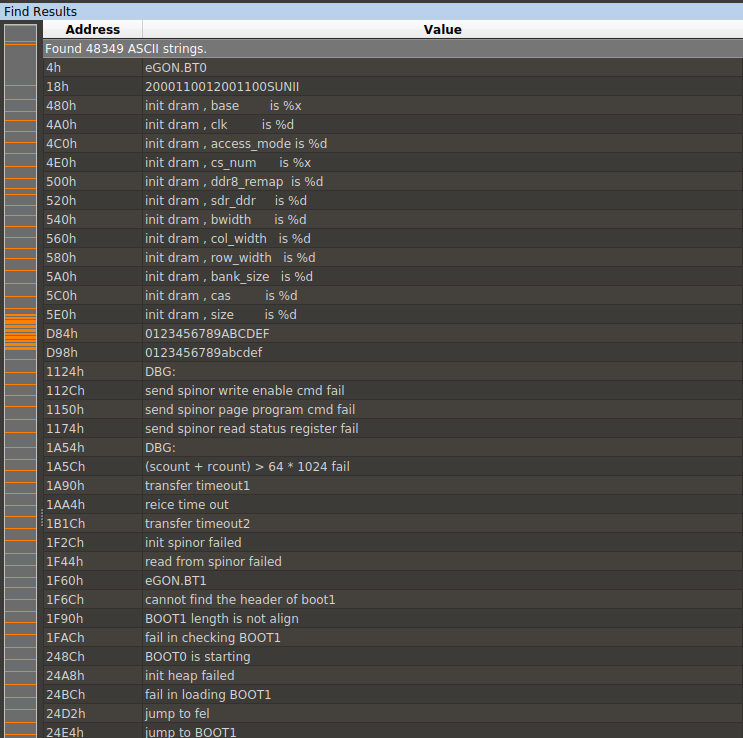 Find Results
Address Value
Found 48349 ASCII strings.
4h eGON.BT0
18h 2000110012001100SUNII
480h init dram , base is %x
4A0h init dram , clk is %d
4C0h init dram , access_mode is %d
4E0h init dram , cs_num is %x
500h init dram , ddr8_remap is %d
520h init dram , sdr_ddr is %d
540h init dram , bwidth is %d
560h init dram , col_width is %d
580h init dram , row_width is %d
5A0h init dram , bank_size is %d
5C0h init dram , cas is %d
5E0h init dram , size is %d
D84h 0123456789ABCDEF
D98h 0123456789abcdef
1124h DBG:
112Ch send spinor write enable cmd fail
1150h send spinor page program cmd fail
1174h send spinor read status register fail
1A54h DBG:
1A5Ch (scount + rcount) > 64 * 1024 fail
1A90h transfer timeout1
1AA4h reice time out
1B1Ch transfer timeout2
1F2Ch init spinor failed
1F44h read from spinor failed
1F60h eGON.BT1
1F6Ch cannot find the header of boot1
1F90h BOOT1 length is not align
1FACh fail in checking BOOT1
248Ch BOOT0 is starting
24A8h init heap failed
24BCh fail in loading BOOT1
24D2h jump to fel
24E4h jump to BOOT1